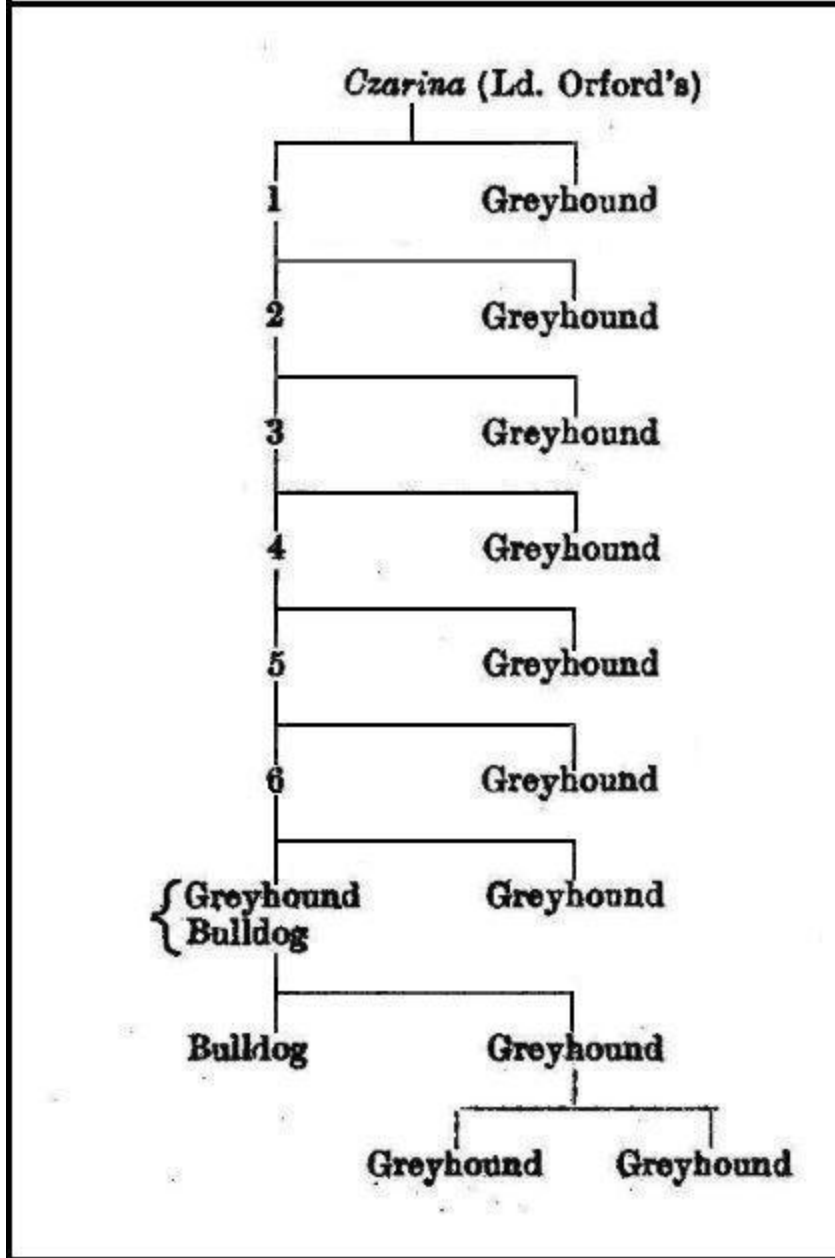 Czarina (Ld. Orford's)
1 Greyhound
2 Greyhound
3 Greyhound
4 Greyhound
5 Greyhound
6 Greyhound
{ Greyhound Greyhound
Bulldog
Bulldog Greyhound
Greyhound Greyhound